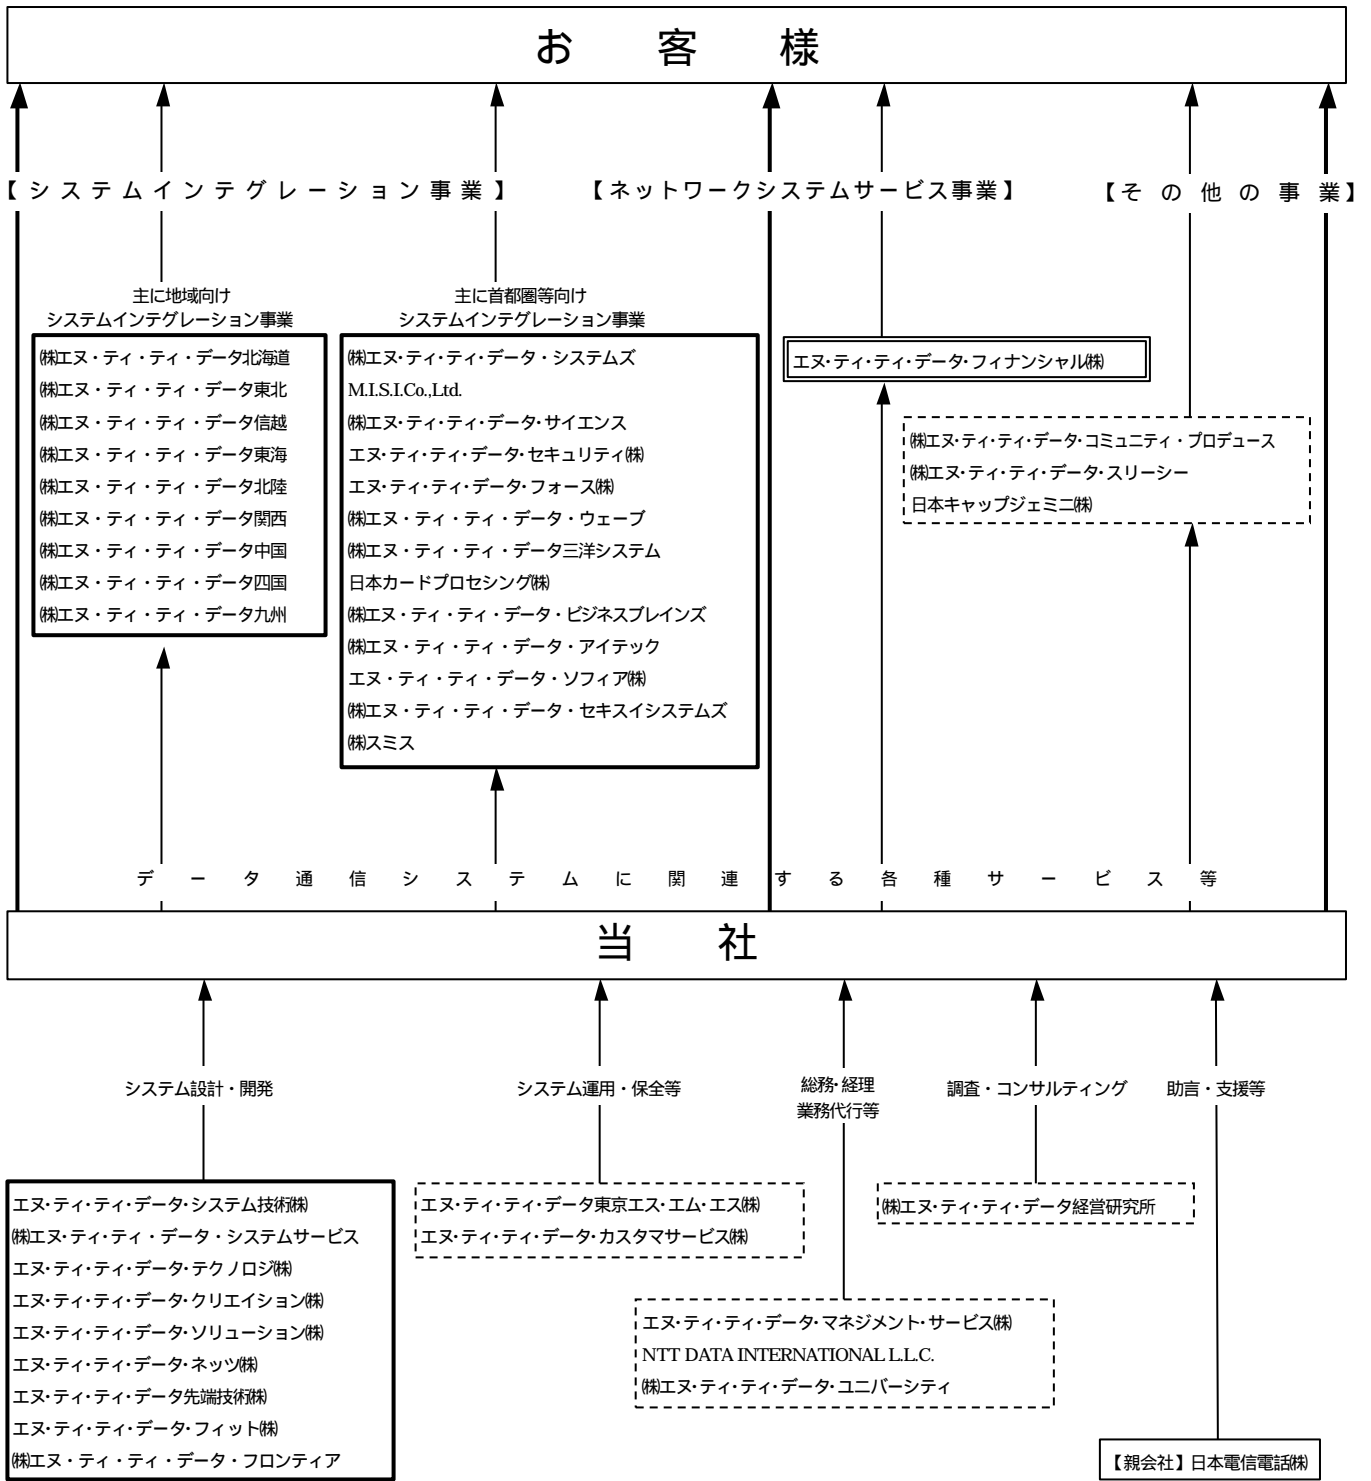 お客様
【システムインテグレーション事業】
【ネットワークシステムサービス事業】
【その他の事業】
主に地域向け
システムインテグレーション事業
㈱エヌ・ティ・ティ・データ北海道
㈱エヌ・ティ・ティ・データ東北
㈱エヌ・ティ・ティ・データ信越
㈱エヌ・ティ・ティ・データ東海
㈱エヌ・ティ・ティ・データ北陸
㈱エヌ・ティ・ティ・データ関西
㈱エヌ・ティ・ティ・データ中国
㈱エヌ・ティ・ティ・データ四国
㈱エヌ・ティ・ティ・データ九州
主に首都圏等向け
システムインテグレーション事業
㈱エヌ・ティ・ティ・データ・システムズ
M.I.S.I.Co.,Ltd.
㈱エヌ・ティ・ティ・データ・サイエンス
エヌ・ティ・ティ・データ・セキュリティ㈱
エヌ・ティ・ティ・データ・フォース㈱
㈱エヌ・ティ・ティ・データ・ウェーブ
㈱エヌ・ティ・ティ・データ三洋システム
日本カードプロセシング㈱
㈱エヌ・ティ・ティ・データ・ビジネスブレインズ
㈱エヌ・ティ・ティ・データ・アイテック
エヌ・ティ・ティ・データ・ソフィア㈱
㈱エヌ・ティ・ティ・データ・セキスイシステムズ
㈱スミス
エヌ・ティ・ティ・データ・フィナンシャル㈱
㈱エヌ・ティ・ティ・データ・コミュニティ・プロデュース
㈱エヌ・ティ・ティ・データ・スリーシー
日本キャップジェミニ㈱
データ通信システムに関連する各種サービス等
当社
システム設計・開発
システム運用・保全等
総務・経理
業務代行等
調査・コンサルティング
助言・支援等
エヌ・ティ・ティ・データ・システム技術㈱
㈱エヌ・ティ・ティ・データ・システムサービス
エヌ・ティ・ティ・データ・テクノロジ㈱
エヌ・ティ・ティ・データ・クリエイション㈱
エヌ・ティ・ティ・データ・ソリューション㈱
エヌ・ティ・ティ・データ・ネッツ㈱
エヌ・ティ・ティ・データ先端技術㈱
エヌ・ティ・ティ・データ・フィット㈱
㈱エヌ・ティ・ティ・データ・フロンティア
エヌ・ティ・ティ・データ東京エス・エム・エス㈱
エヌ・ティ・ティ・データ・カスタマサービス㈱
エヌ・ティ・ティ・データ・マネジメント・サービス㈱
NTT DATA INTERNATIONAL L.L.C.
㈱エヌ・ティ・ティ・データ・ユニバーシティ
㈱エヌ・ティ・ティ・データ経営研究所
【親会社】日本電信電話㈱